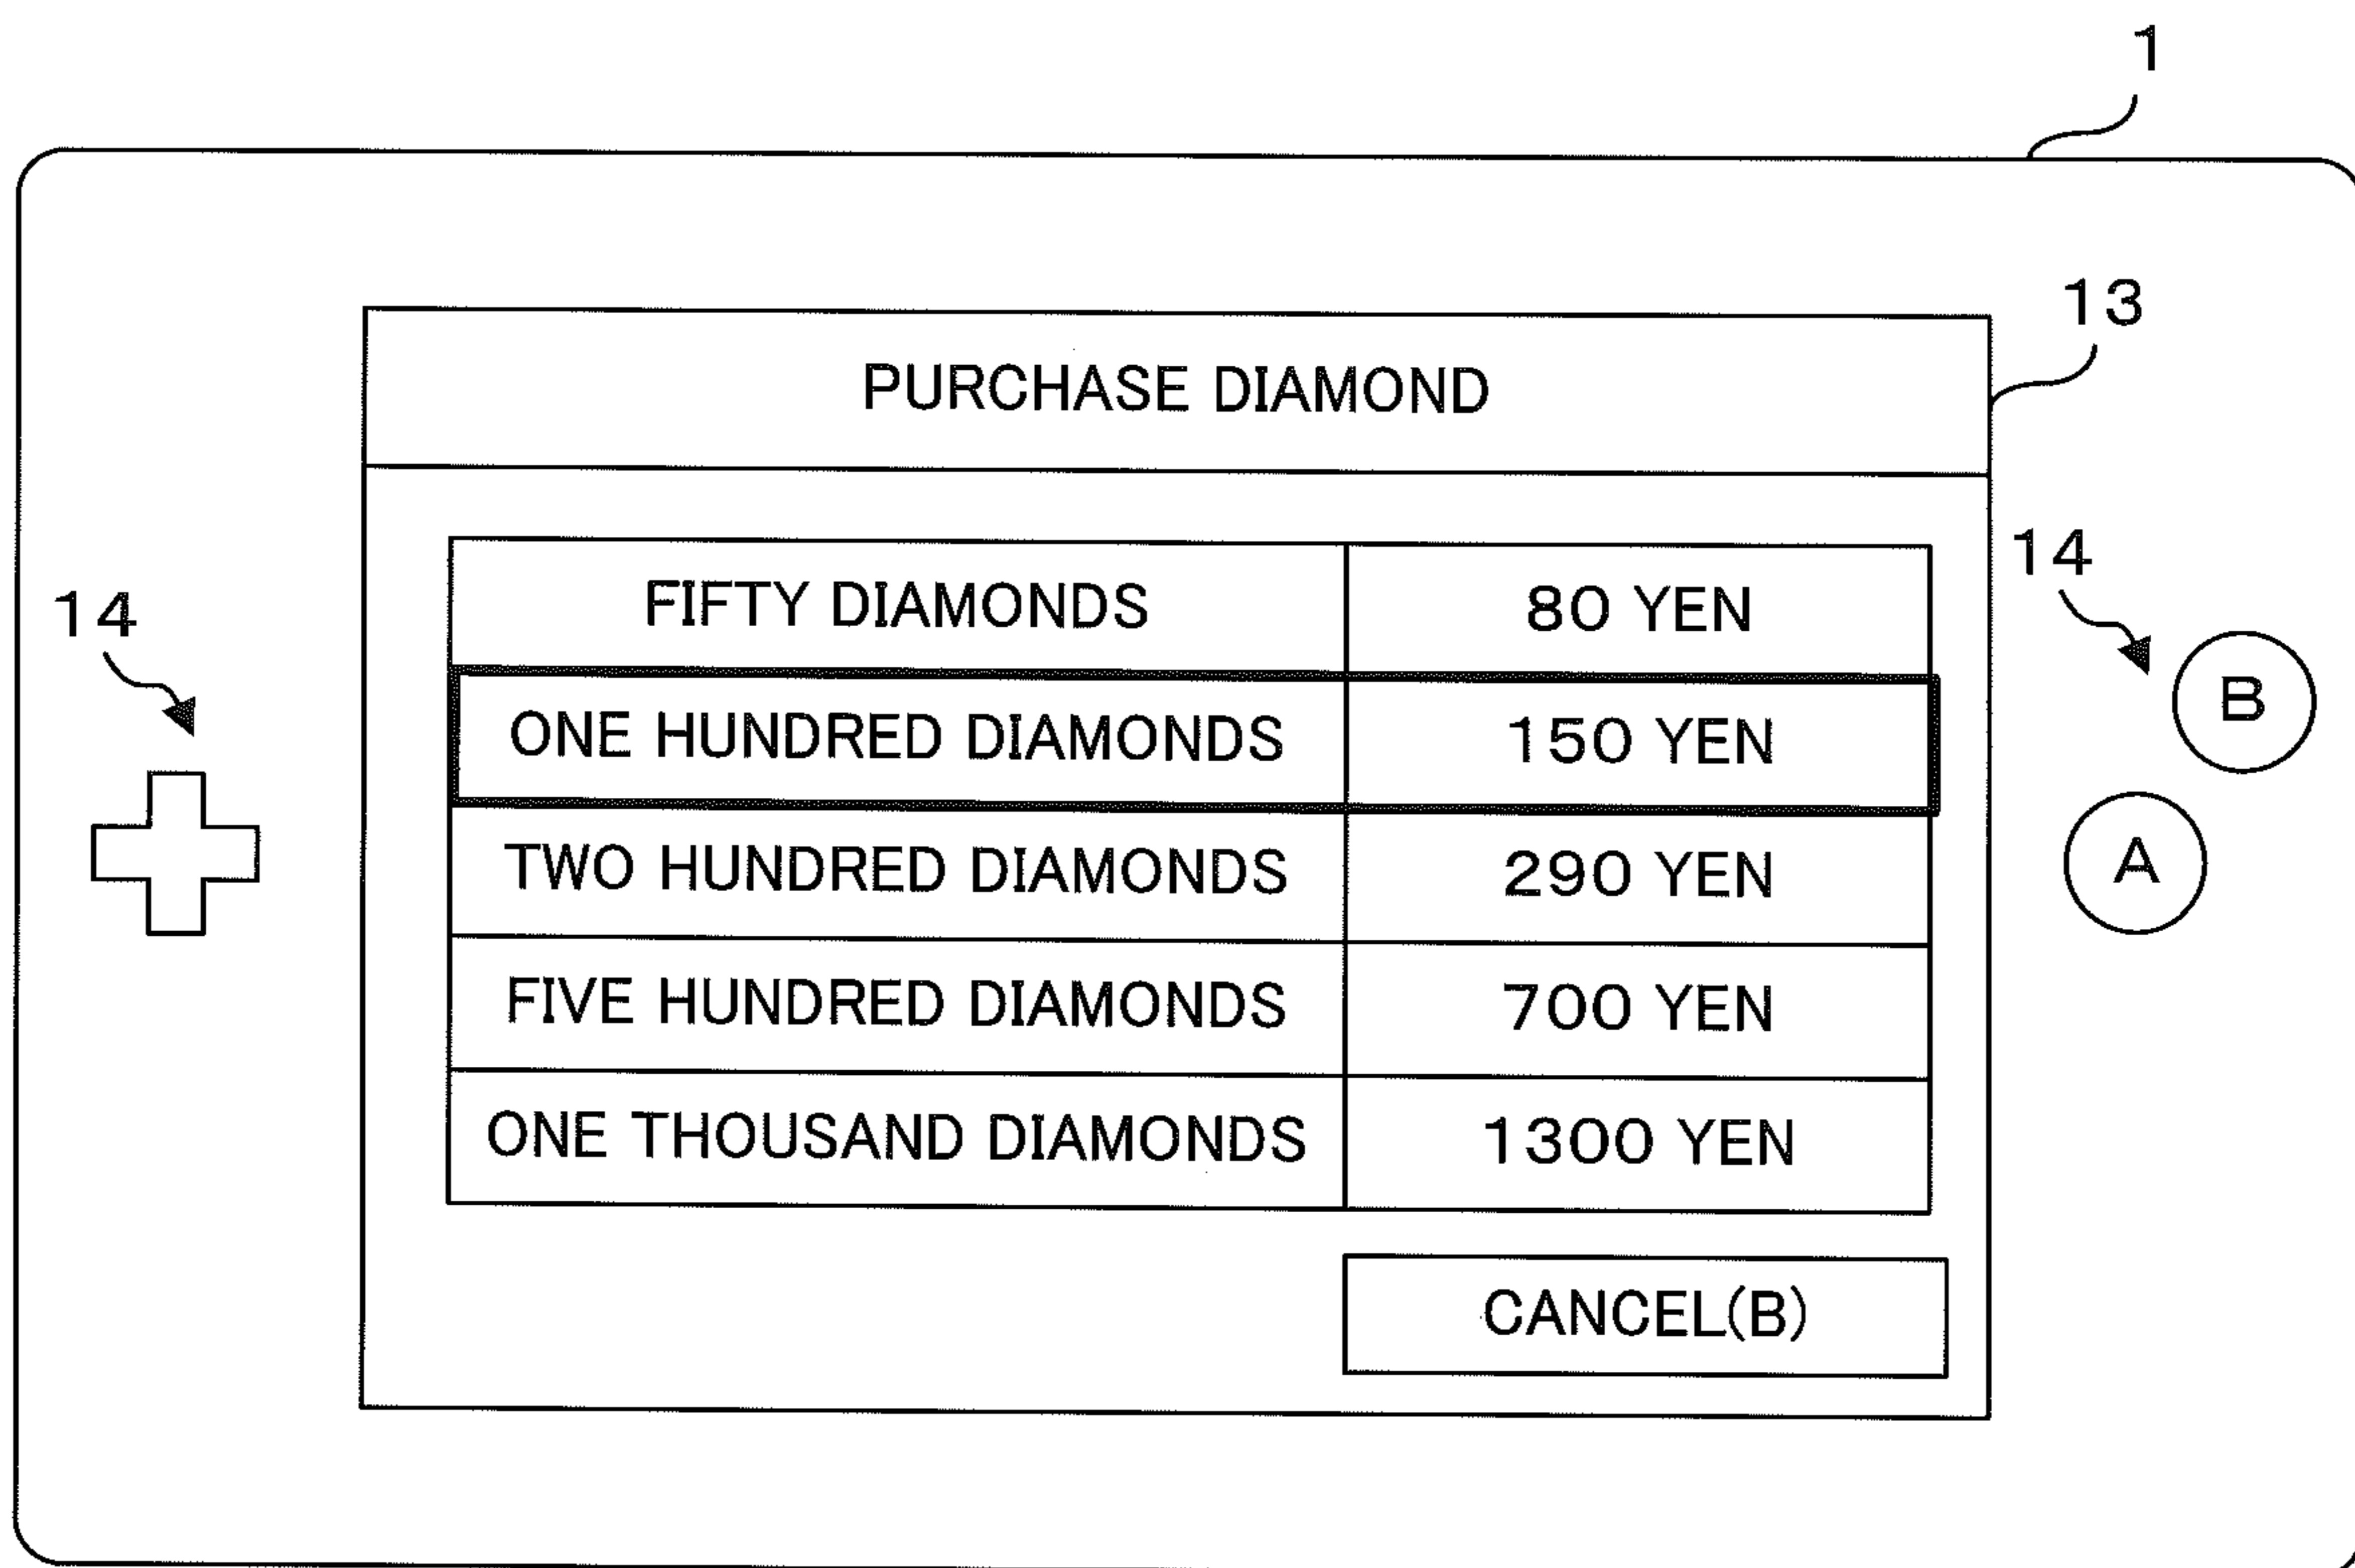 1
13
PURCHASE DIAMOND
14
14
FIFTY DIAMONDS 80 YEN
B
ONE HUNDRED DIAMONDS 150 YEN
A
TWO HUNDRED DIAMONDS 290 YEN
FIVE HUNDRED DIAMONDS 700 YEN
ONE THOUSAND DIAMONDS 1300 YEN
CANCEL(B)